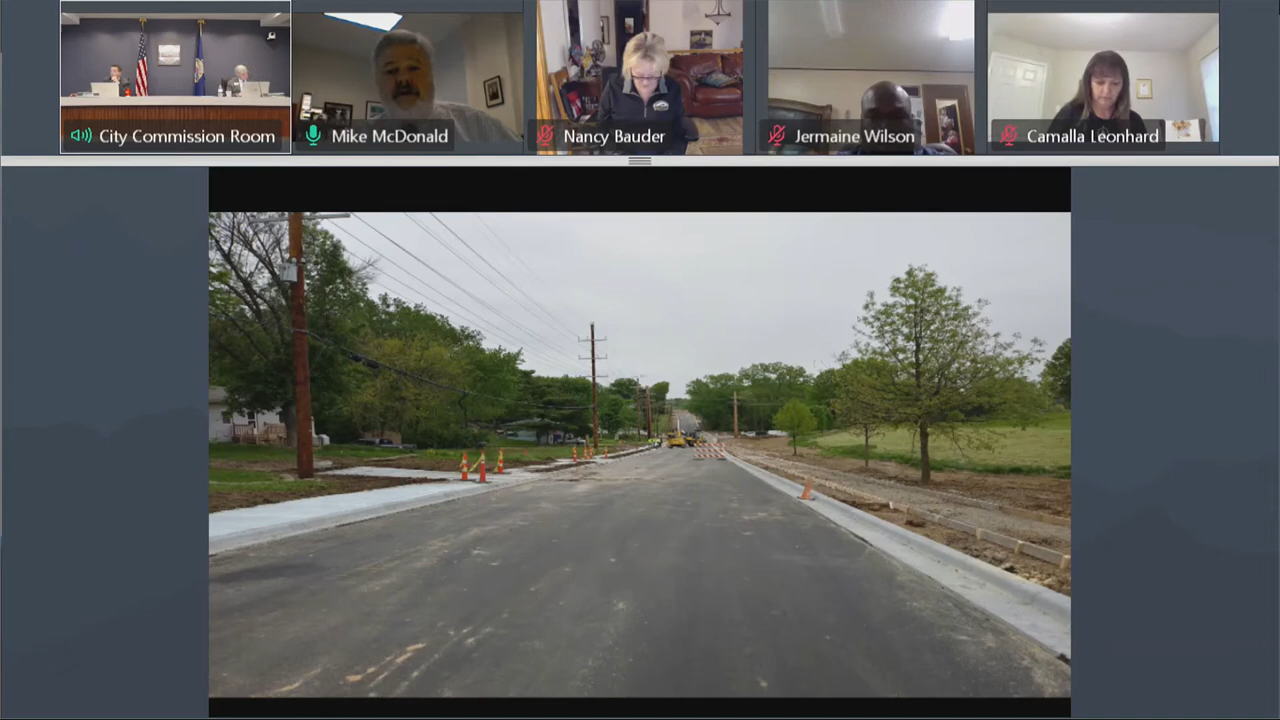 City Commission Room
Mike McDonald
Nancy Bauder
Jermaine Wilson
Camalla Leonhard